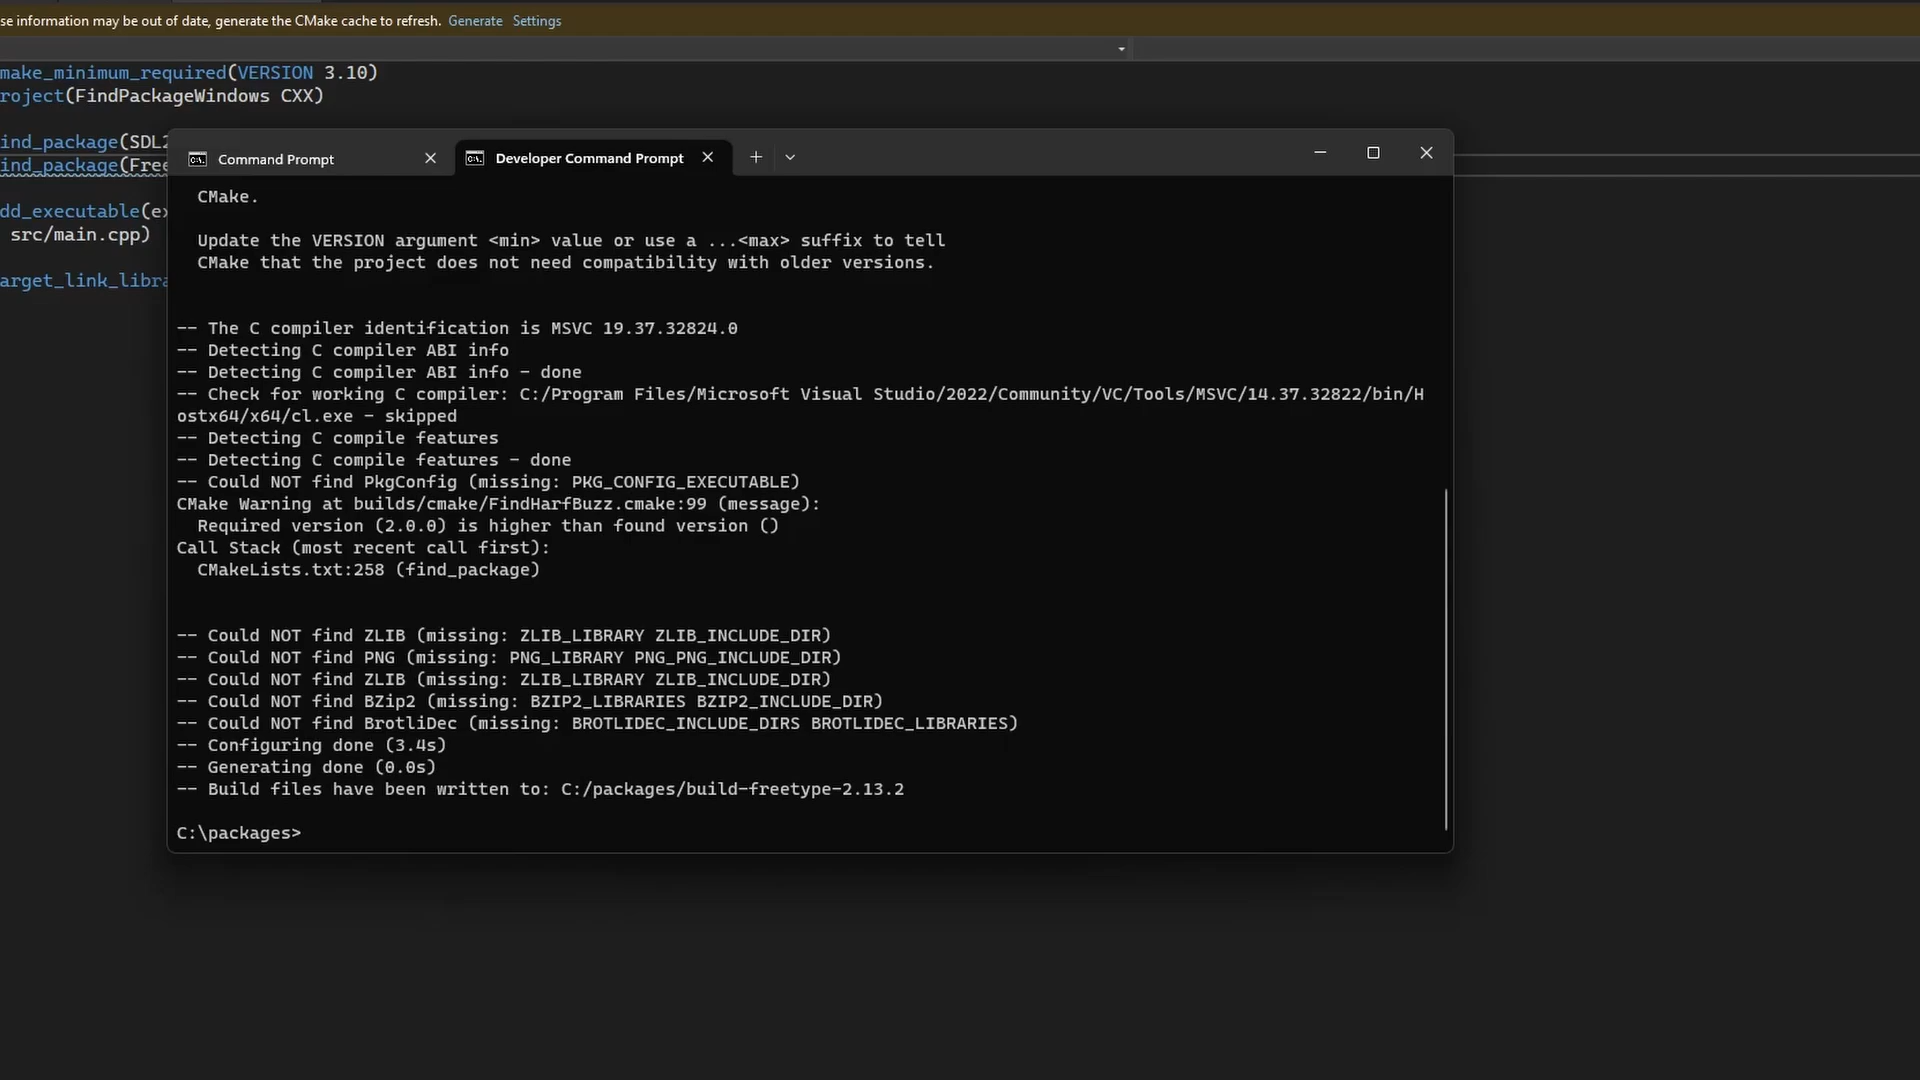 se information may be out of date, generate the CMake cache to refresh. Generate Settings
make_minimum_required(VERSION 3.10)
roject(FindPackageWindows CXX)
ind_package(SDL2
ind_package(Free
dd_executable(ex
src/main.cpp)
arget_link_libra
Command Prompt
Developer Command Prompt
CMake.
Update the VERSION argument <min> value or use a ...<max> suffix to tell
CMake that the project does not need compatibility with older versions.
-- The C compiler identification is MSVC 19.37.32824.0
-- Detecting C compiler ABI info
-- Detecting C compiler ABI info - done
-- Check for working C compiler: C:/Program Files/Microsoft Visual Studio/2022/Community/VC/Tools/MSVC/14.37.32822/bin/H
ostx64/x64/cl.exe - skipped
-- Detecting C compile features
-- Detecting C compile features - done
-- Could NOT find PkgConfig (missing: PKG_CONFIG_EXECUTABLE)
CMake Warning at builds/cmake/FindHarfBuzz.cmake:99 (message):
Required version (2.0.0) is higher than found version ()
Call Stack (most recent call first):
CMakeLists.txt:258 (find_package)
-- Could NOT find ZLIB (missing: ZLIB_LIBRARY ZLIB_INCLUDE_DIR)
-- Could NOT find PNG (missing: PNG_LIBRARY PNG_PNG_INCLUDE_DIR)
-- Could NOT find ZLIB (missing: ZLIB_LIBRARY ZLIB_INCLUDE_DIR)
-- Could NOT find BZip2 (missing: BZIP2_LIBRARIES BZIP2_INCLUDE_DIR)
-- Could NOT find BrotliDec (missing: BROTLIDEC_INCLUDE_DIRS BROTLIDEC_LIBRARIES)
-- Configuring done (3.4s)
-- Generating done (0.0s)
-- Build files have been written to: C:/packages/build-freetype-2.13.2
C:\packages>